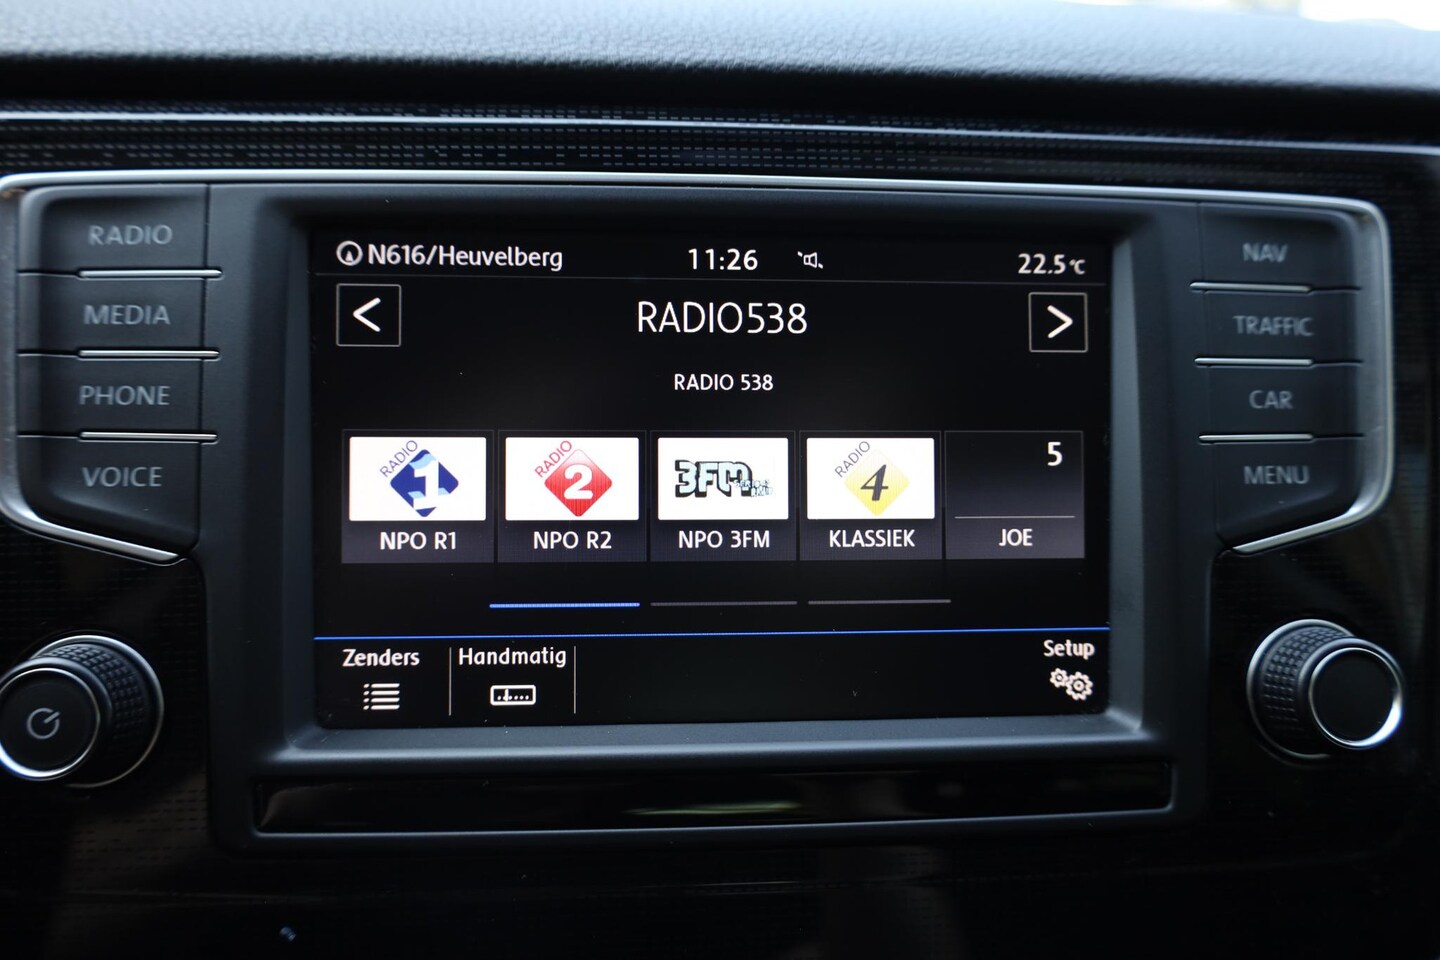 RADIO
MEDIA
PHONE
VOICE
N616/Heuvelberg 11:26 22.5°C
<
RADIO538
>
RADIO 538
RADIO 1
RADIO 2
3FM
RADIO 4
5
NPO R1
NPO R2
NPO 3FM
KLASSIEK
JOE
Zenders
Handmatig
Setup
NAV
TRAFFIC
CAR
MENU